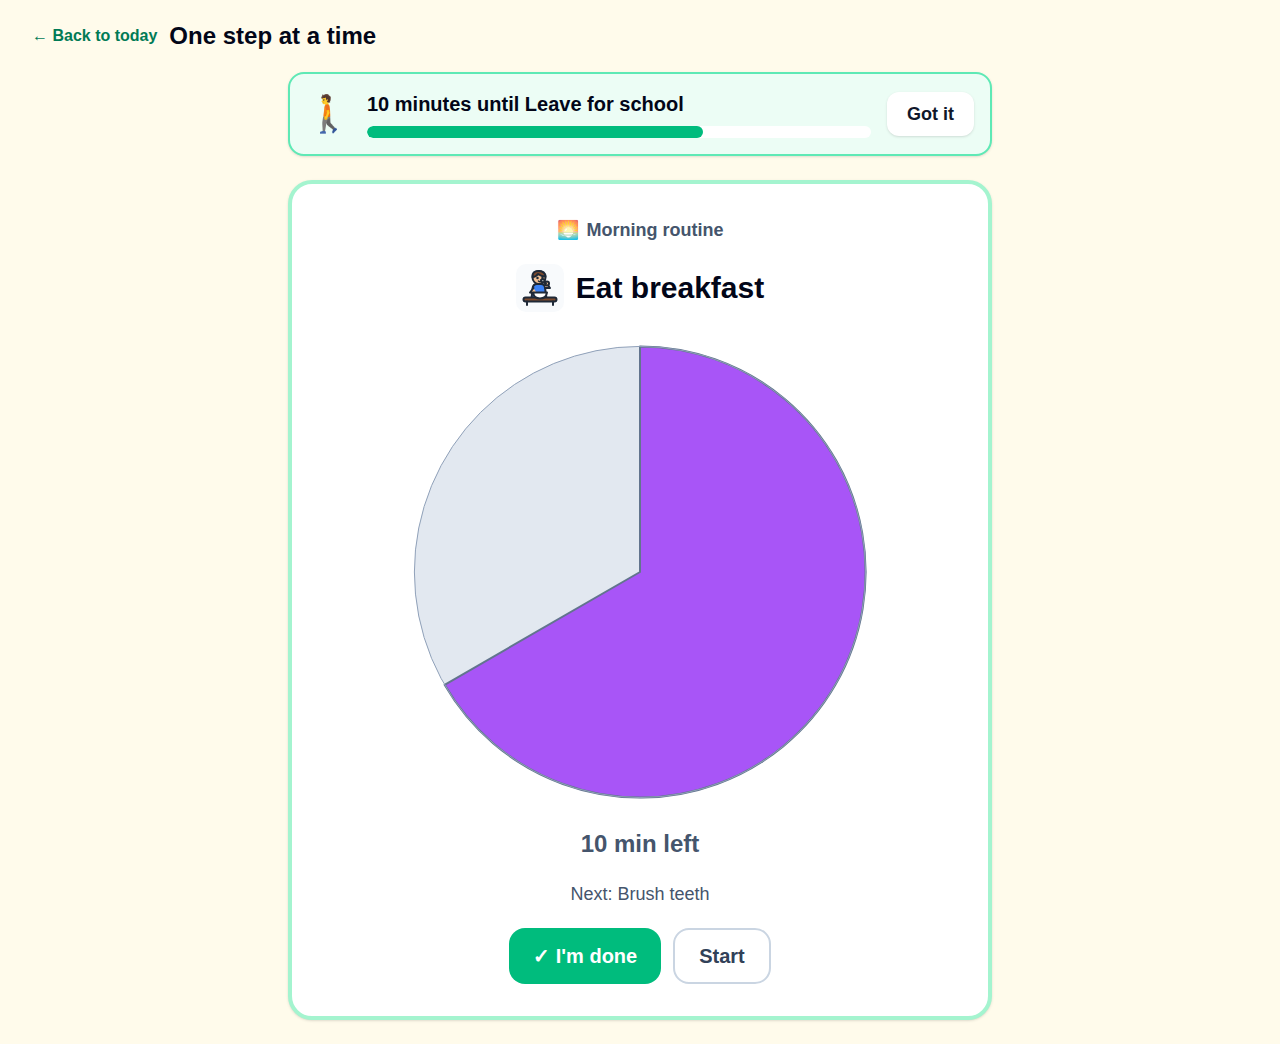 ← Back to today One step at a time
10 minutes until Leave for school
Got it
Morning routine
Eat breakfast
10 min left
Next: Brush teeth
✓ I'm done
Start